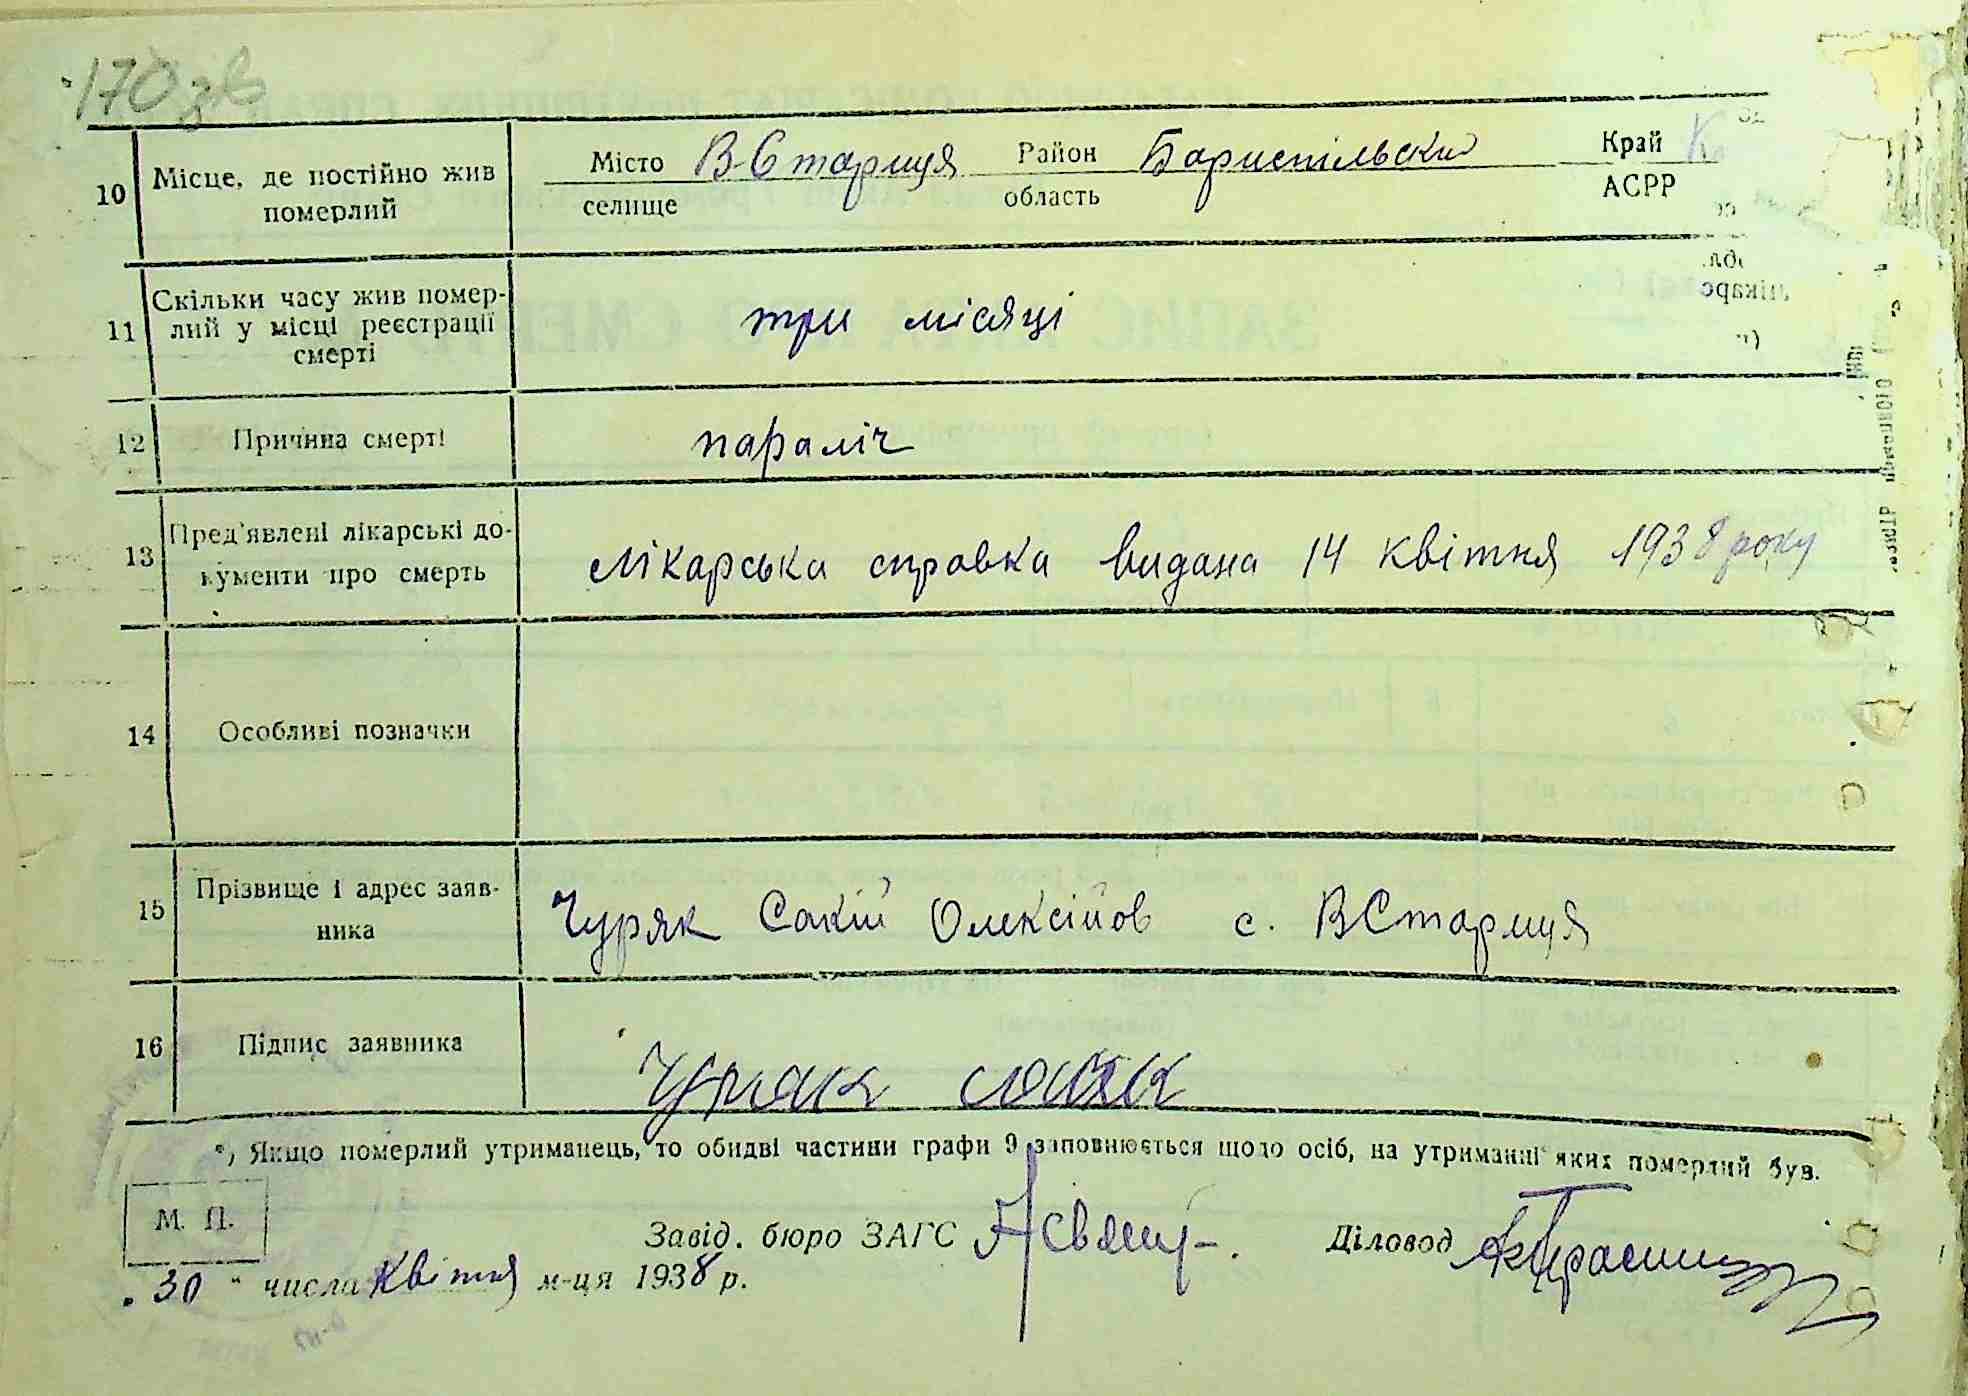 170 зв
10 Місце, де постійно жив померлий Місто селище В-Стариця Район область Бориспільский Край АСРР
11 Скільки часу жив померлий у місці реєстрації смерті три місяці
12 Причина смерті параліч
13 Пред'явлені лікарські документи про смерть Лікарська справка видана 14 квітня 1938 року
14 Особливі позначки
15 Прізвище і адрес заявника Чуряк Сакій Олексійов с. ВСтариця
16 Підпис заявника Чуряк
*) Якщо померлий утриманець, то обидві частини графи 9 заповнюється щодо осіб, на утриманні яких померлий був.
М. П.
Завід. бюро ЗАГС Діловод
„30" числа квітня м-ця 1938 р.